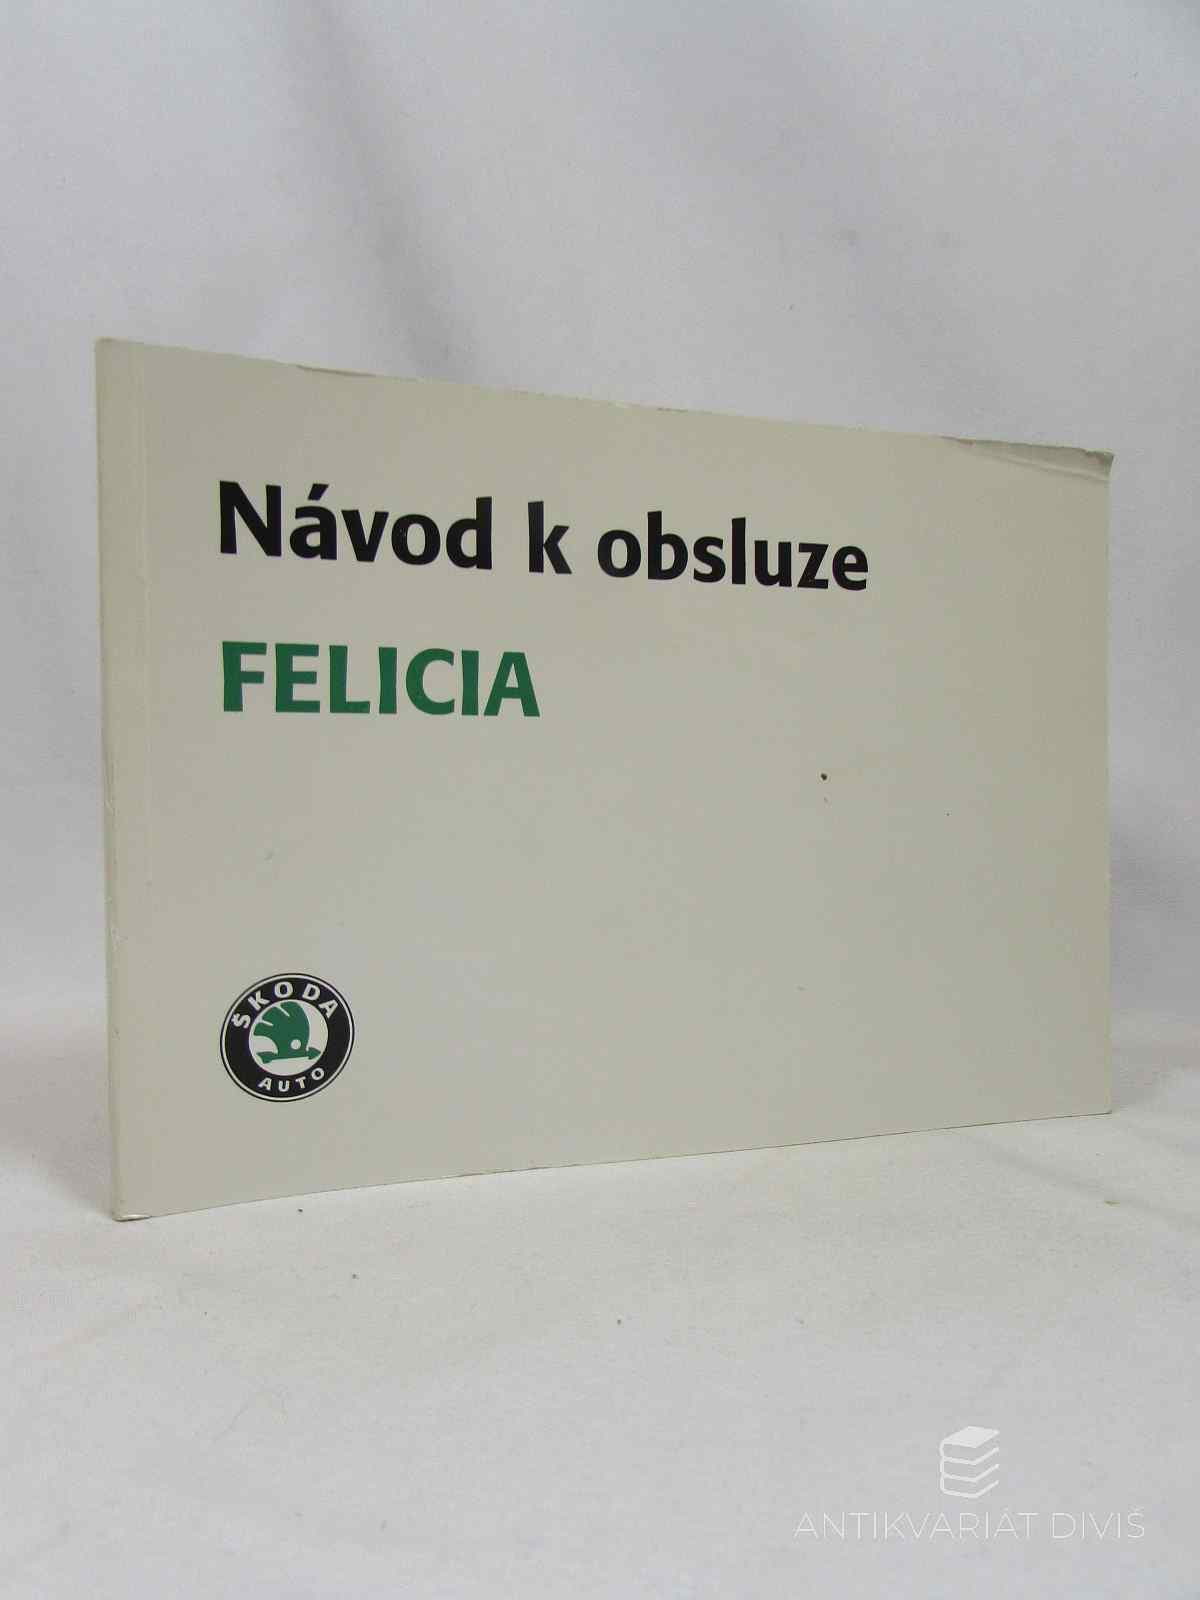 Návod k obsluze
FELICIA
ŠKODA
AUTO
ANTIKVARIÁT DIVIŠ